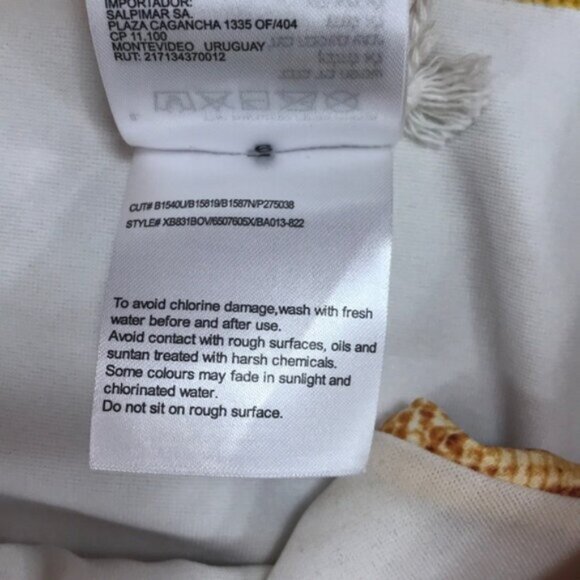 IMPORTADOR:
SALPIMAR SA.
PLAZA CAGANCHA 1335 OF/404
CP 11.100
MONTEVIDEO URUGUAY
RUT: 217134370012
CUT# B1540U/B15819/B1587N/P275038
STYLE# XB831BOV/6507605X/BA013-822
To avoid chlorine damage,wash with fresh
water before and after use.
Avoid contact with rough surfaces, oils and
suntan treated with harsh chemicals.
Some colours may fade in sunlight and
chlorinated water.
Do not sit on rough surface.